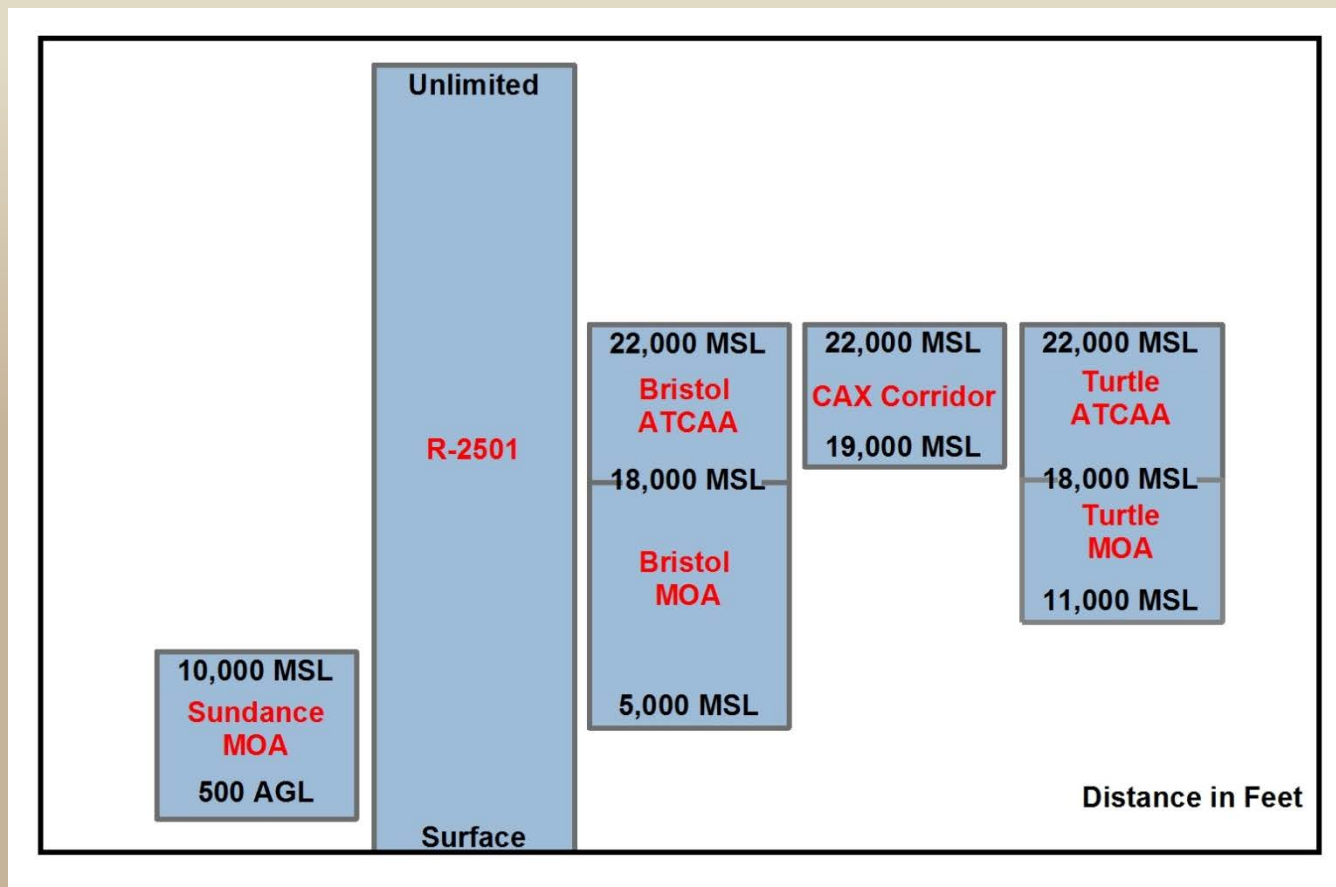 Unlimited
R-2501
Surface
10,000 MSL
Sundance
MOA
500 AGL
22,000 MSL
Bristol
ATCAA
18,000 MSL
Bristol
MOA
5,000 MSL
22,000 MSL
CAX Corridor
19,000 MSL
22,000 MSL
Turtle
ATCAA
18,000 MSL
Turtle
MOA
11,000 MSL
Distance in Feet